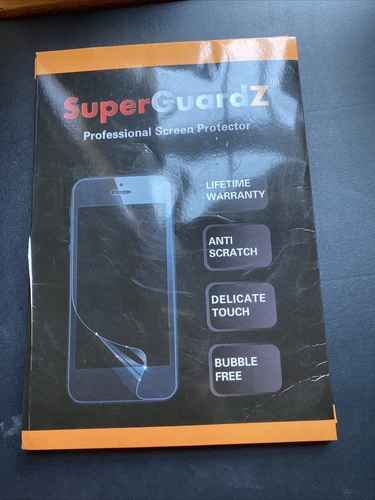 SuperGuardZ®
Professional Screen Protector
LIFETIME
WARRANTY
ANTI
SCRATCH
DELICATE
TOUCH
BUBBLE
FREE